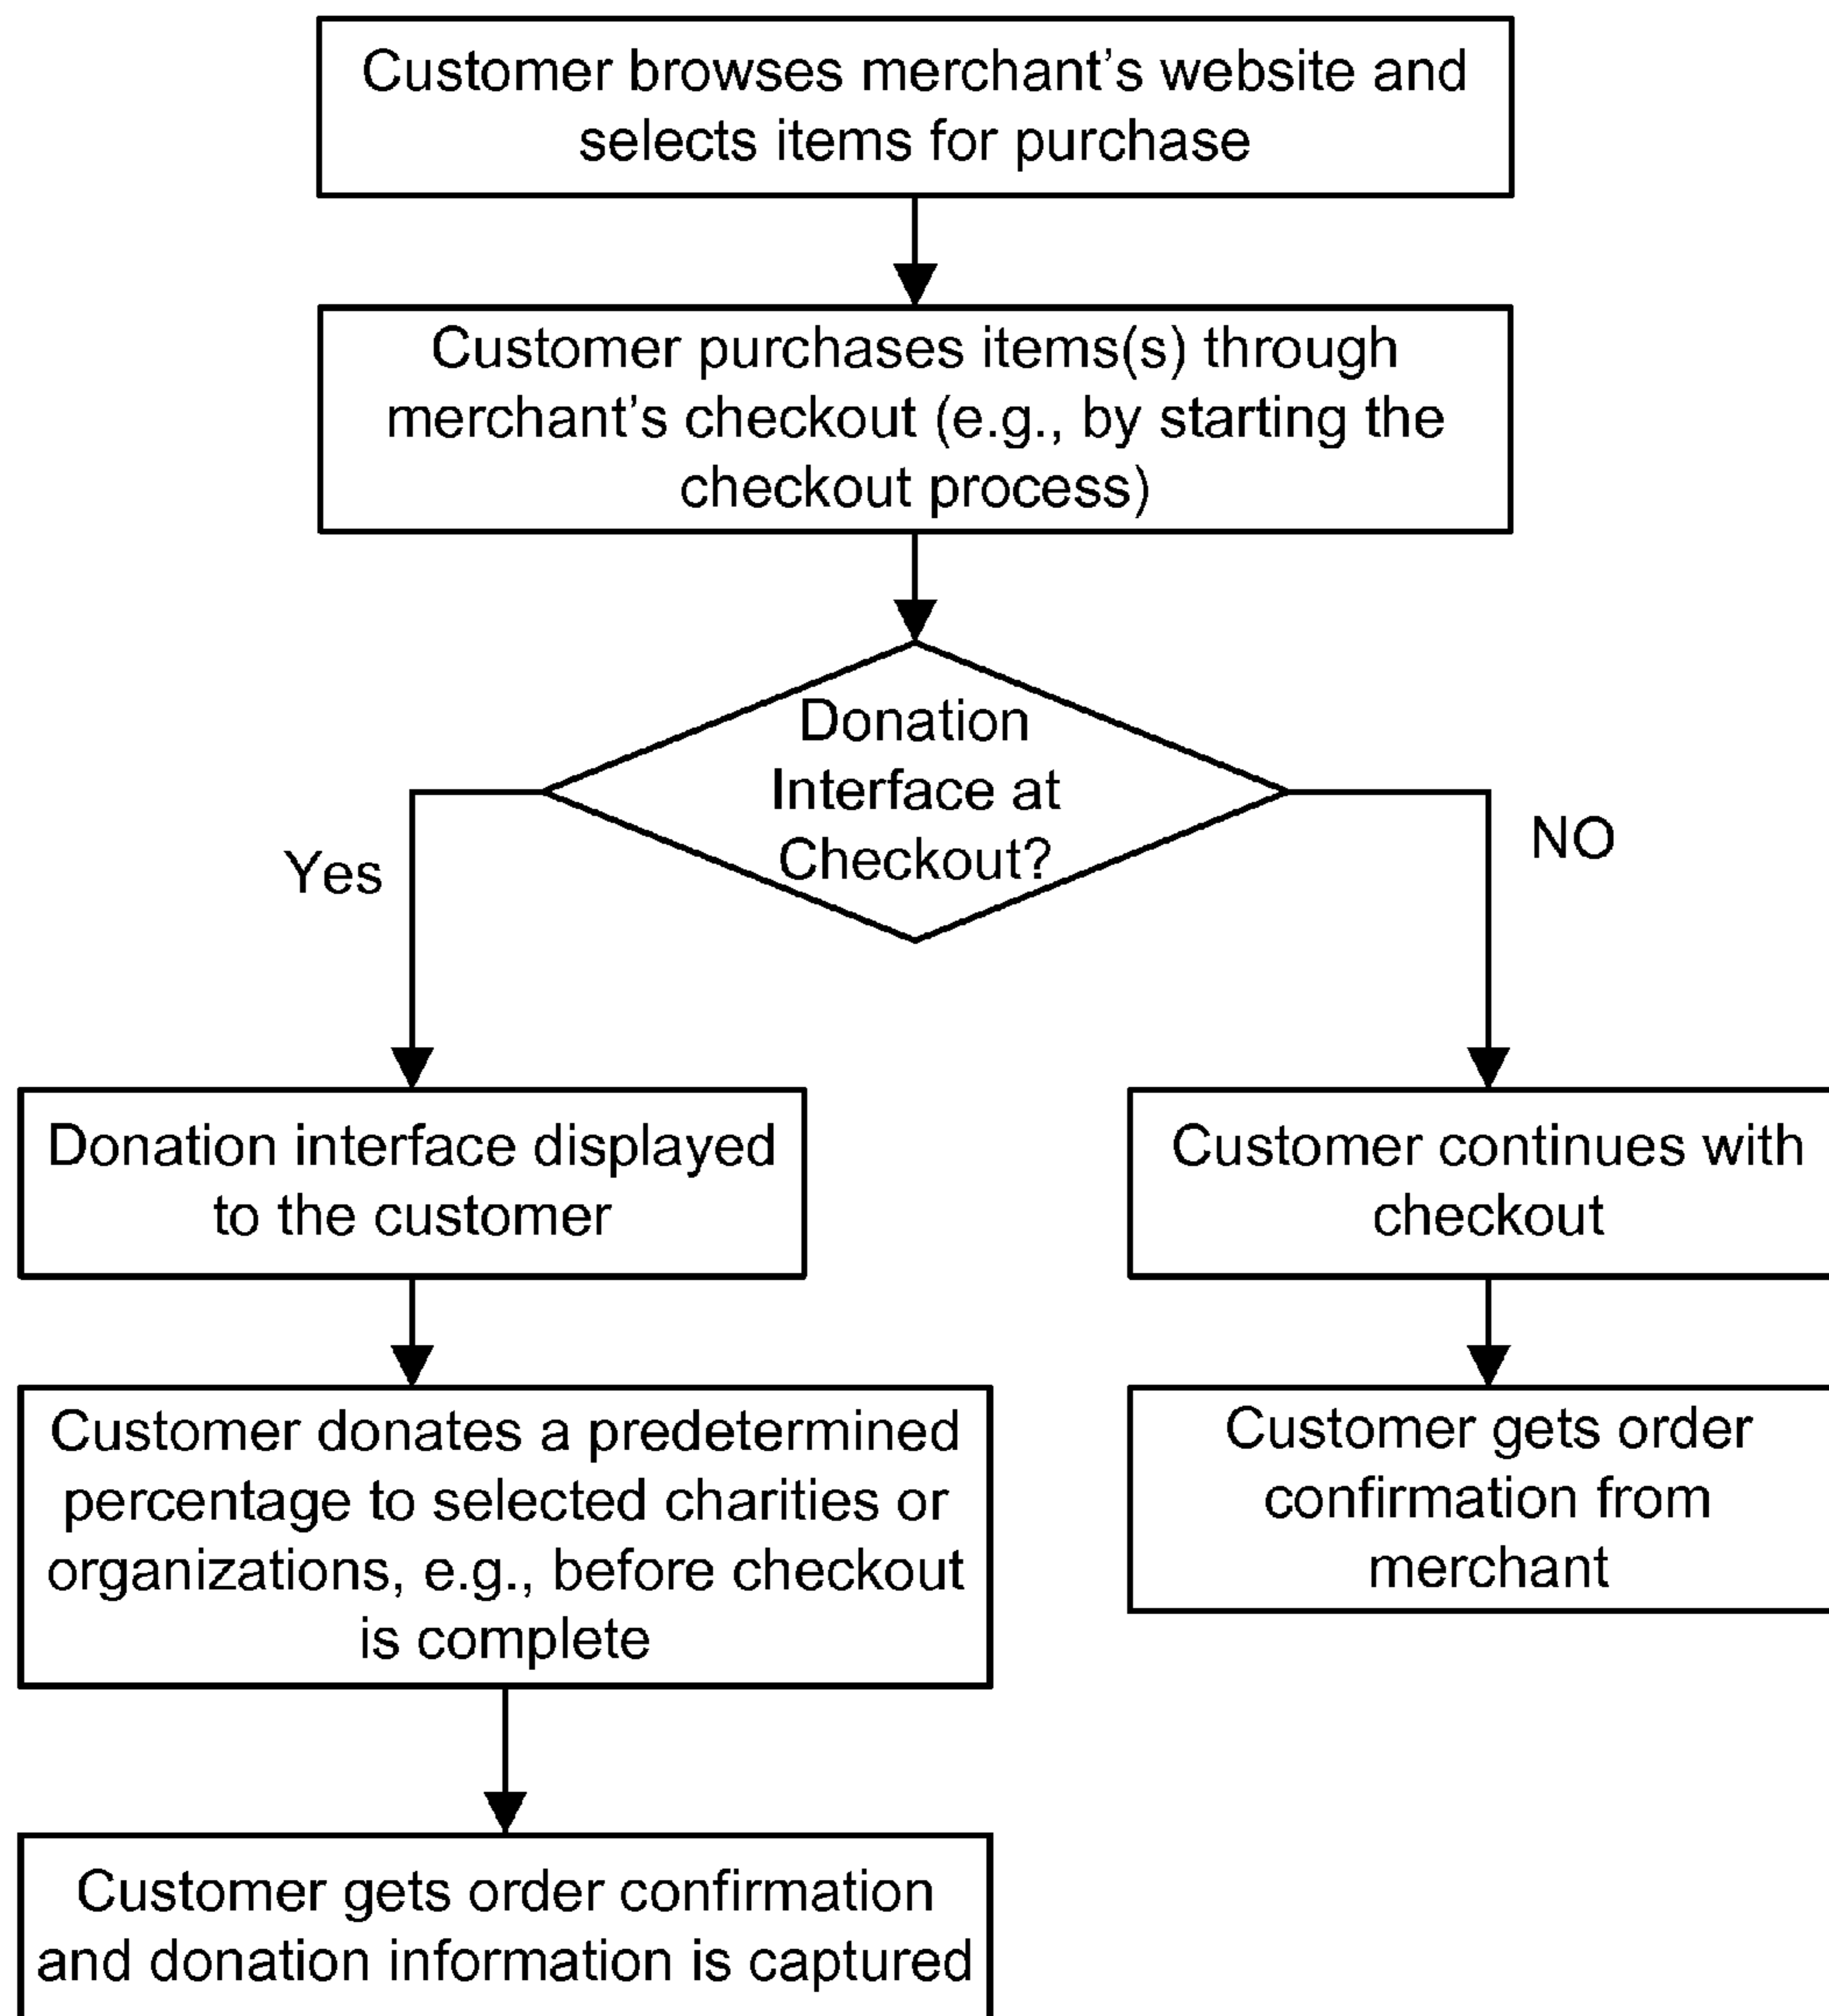 Customer browses merchant’s website and
selects items for purchase
Customer purchases items(s) through
merchant’s checkout (e.g., by starting the
checkout process)
Donation
Interface at
Checkout?
Yes
NO
Donation interface displayed
to the customer
Customer continues with
checkout
Customer donates a predetermined
percentage to selected charities or
organizations, e.g., before checkout
is complete
Customer gets order
confirmation from
merchant
Customer gets order confirmation
and donation information is captured